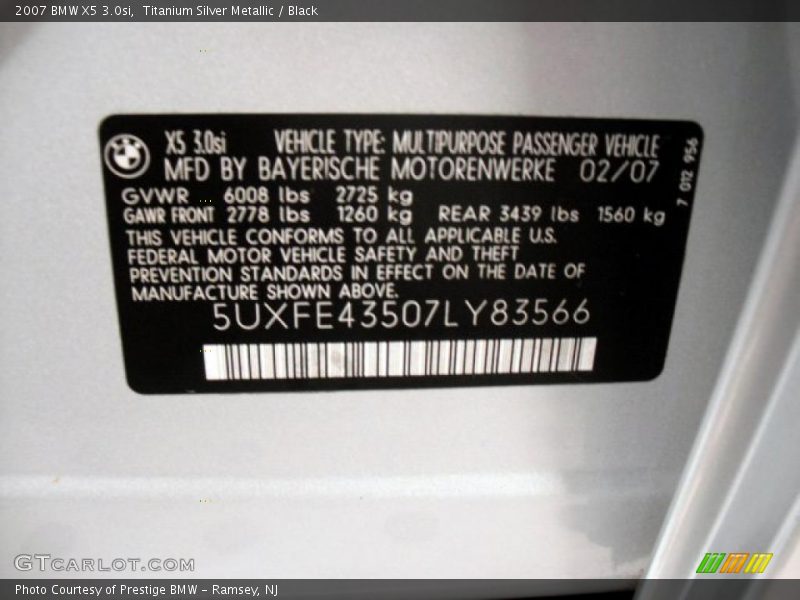 2007 BMW X5 3.0si, Titanium Silver Metallic / Black
X5 3.0si VEHICLE TYPE: MULTIPURPOSE PASSENGER VEHICLE
MFD BY BAYERISCHE MOTORENWERKE 02/07
GVWR 6008 lbs 2725 kg
GAWR FRONT 2778 lbs 1260 kg REAR 3439 lbs 1560 kg
THIS VEHICLE CONFORMS TO ALL APPLICABLE U.S.
FEDERAL MOTOR VEHICLE SAFETY AND THEFT
PREVENTION STANDARDS IN EFFECT ON THE DATE OF
MANUFACTURE SHOWN ABOVE.
5UXFE43507LY83566
7 012 956
GTCARLOT.COM
Photo Courtesy of Prestige BMW - Ramsey, NJ